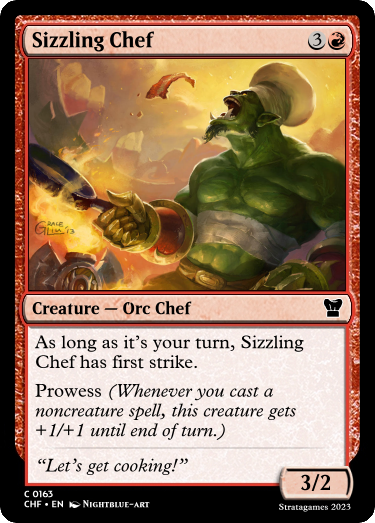 Sizzling Chef
3
Creature — Orc Chef
As long as it's your turn, Sizzling
Chef has first strike.
Prowess (Whenever you cast a
noncreature spell, this creature gets
+1/+1 until end of turn.)
"Let's get cooking!"
3/2
C 0163
CHF • EN Nightblue-art
Stratagames 2023